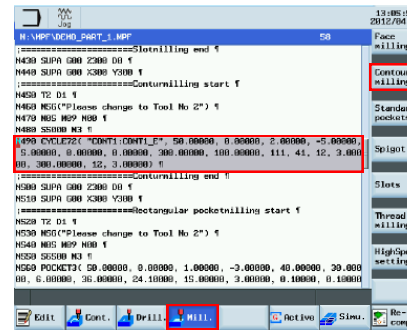 Jog
13:05:
2012/04
N:\MPF\DEMO_PART_1.MPF 58
;====================Slotmilling end ¶
N430 SUPA G00 Z300 D0 ¶
N440 SUPA G00 X300 Y300 ¶
;====================Conturmilling start ¶
N450 T2 D1 ¶
N460 MSG("Please change to Tool No 2") ¶
N470 M05 M09 M00 ¶
N480 S5000 M3 ¶
N490 CYCLE72( "CONT1:CONT1_E", 50.00000, 0.00000, 2.00000, -5.00000,
5.00000, 0.00000, 0.00000, 300.00000, 100.00000, 111, 41, 12, 3.000
00, 300.00000, 12, 3.00000) ¶
;====================Conturmilling end ¶
N500 SUPA G00 Z300 D0 ¶
N510 SUPA G00 X300 Y300 ¶
;====================Rectangular pocketmilling start ¶
N520 T2 D1 ¶
N530 MSG("Please change to Tool No 2") ¶
N540 M05 M09 M00 ¶
N550 S6500 M3 ¶
N560 POCKET3( 50.00000, 0.00000, 1.00000, -3.00000, 40.00000, 30.000
00, 6.00000, 36.00000, 24.10000, 15.00000, 3.00000, 0.10000, 0.10000
Face
milling
Contou
milling
Standar
pockets
Spigot
Slots
Thread
milling
HighSpe
setting
Edit
Cont.
Drill.
Mill.
Active
Simu.
Re-